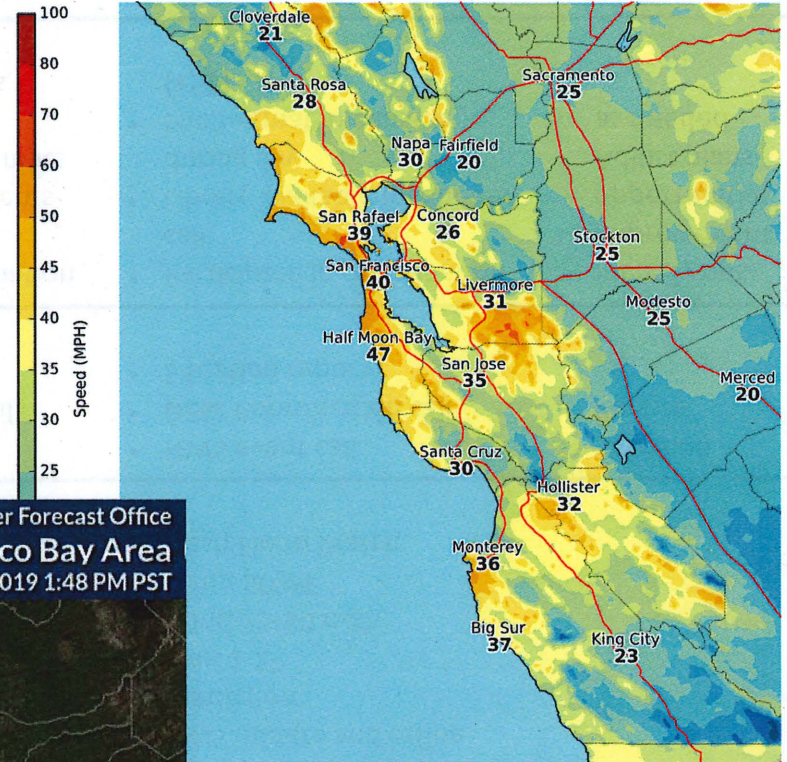 100
80
70
60
50
45
40
35
30
25
Speed (MPH)
Cloverdale
21
Santa Rosa
28
Sacramento
25
Napa
30
Fairfield
20
San Rafael
39
Concord
26
San Francisco
40
Stockton
25
Livermore
31
Modesto
25
Half Moon Bay
47
San Jose
35
Merced
20
Santa Cruz
30
Hollister
32
Monterey
36
Big Sur
37
King City
23
er Forecast Office
co Bay Area
019 1:48 PM PST